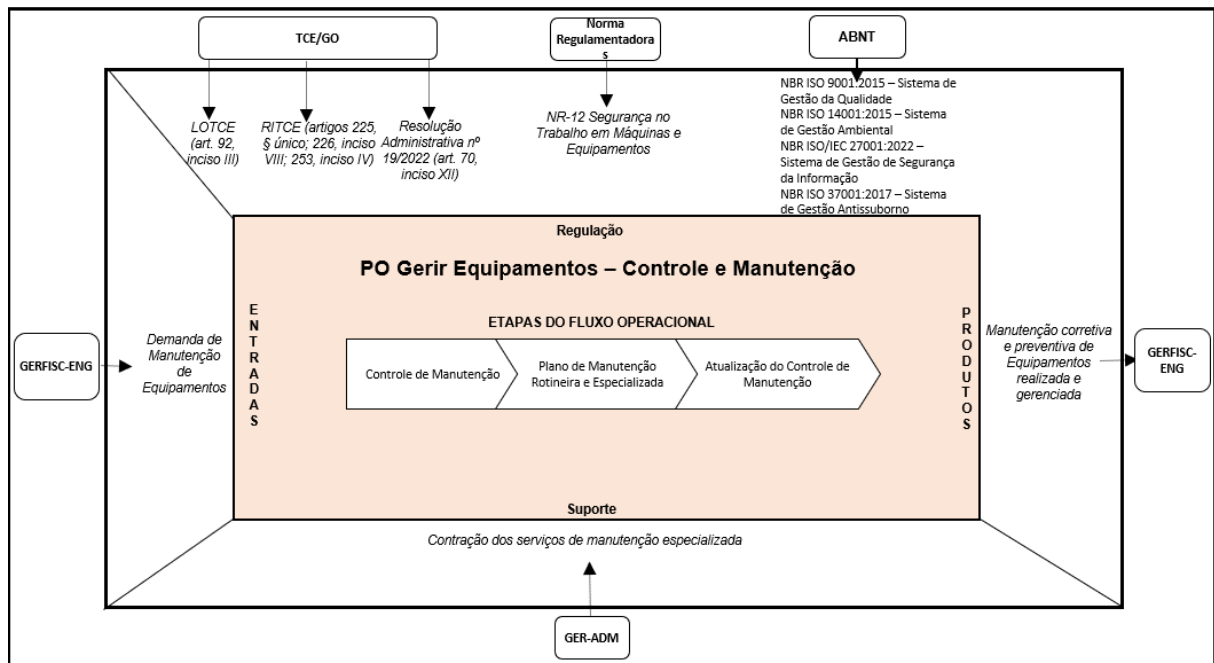 TCE/GO
Norma
Regulamentadora
s
ABNT
LOTCE
(art. 92,
inciso III)
RITCE (artigos 225,
§ único; 226, inciso
VIII; 253, inciso IV)
Resolução
Administrativa nº
19/2022 (art. 70,
inciso XII)
NR-12 Segurança no
Trabalho em Máquinas e
Equipamentos
NBR ISO 9001:2015 – Sistema de
Gestão da Qualidade
NBR ISO 14001:2015 – Sistema
de Gestão Ambiental
NBR ISO/IEC 27001:2022 –
Sistema de Gestão de Segurança
da Informação
NBR ISO 37001:2017 – Sistema
de Gestão Antissuborno
Regulação
PO Gerir Equipamentos – Controle e Manutenção
ETAPAS DO FLUXO OPERACIONAL
GERFISC-ENG
Demanda de
Manutenção
de
Equipamentos
ENTRADAS
Controle de Manutenção
Plano de Manutenção
Rotineira e Especializada
Atualização do Controle de
Manutenção
PRODUTOS
Manutenção corretiva
e preventiva de
Equipamentos
realizada e
gerenciada
GERFISC-
ENG
Suporte
Contração dos serviços de manutenção especializada
GER-ADM